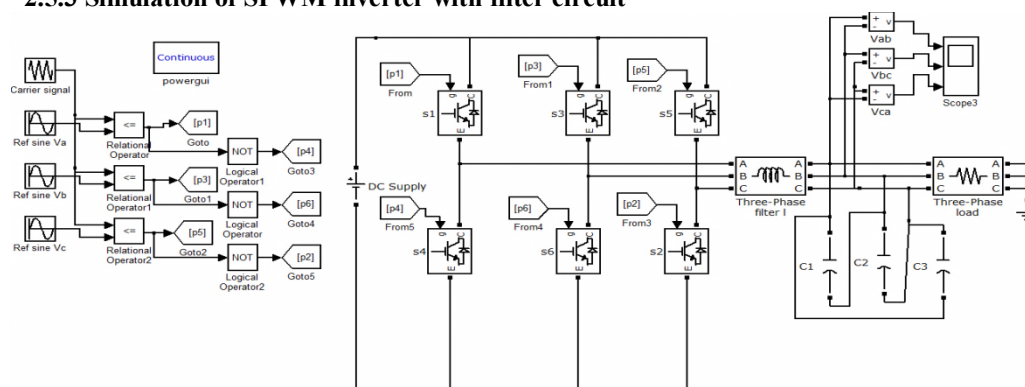 2.3.3 Simulation of SPWM inverter with filter circuit
Continuous
powergui
Carrier signal
Ref sine Va
Ref sine Vb
Ref sine Vc
<=
Relational
Operator
<=
Relational
Operator1
<=
Relational
Operator2
[p1]
Goto
[p3]
Goto1
[p5]
Goto2
NOT
Logical
Operator1
NOT
Logical
Operator
NOT
Logical
Operator2
[p4]
Goto3
[p6]
Goto4
[p2]
Goto5
DC Supply
[p1]
From
g C
E
s1
[p3]
From1
g C
E
s3
[p5]
From2
g C
E
s5
[p4]
From5
g C
E
s4
[p6]
From4
g C
E
s6
[p2]
From3
g C
E
s2
A A
B B
C C
Three-Phase
filter l
+ - v
Vab
+ - v
Vbc
+ - v
Vca
Scope3
A A
B B
C C
Three-Phase
load
C1
C2
C3